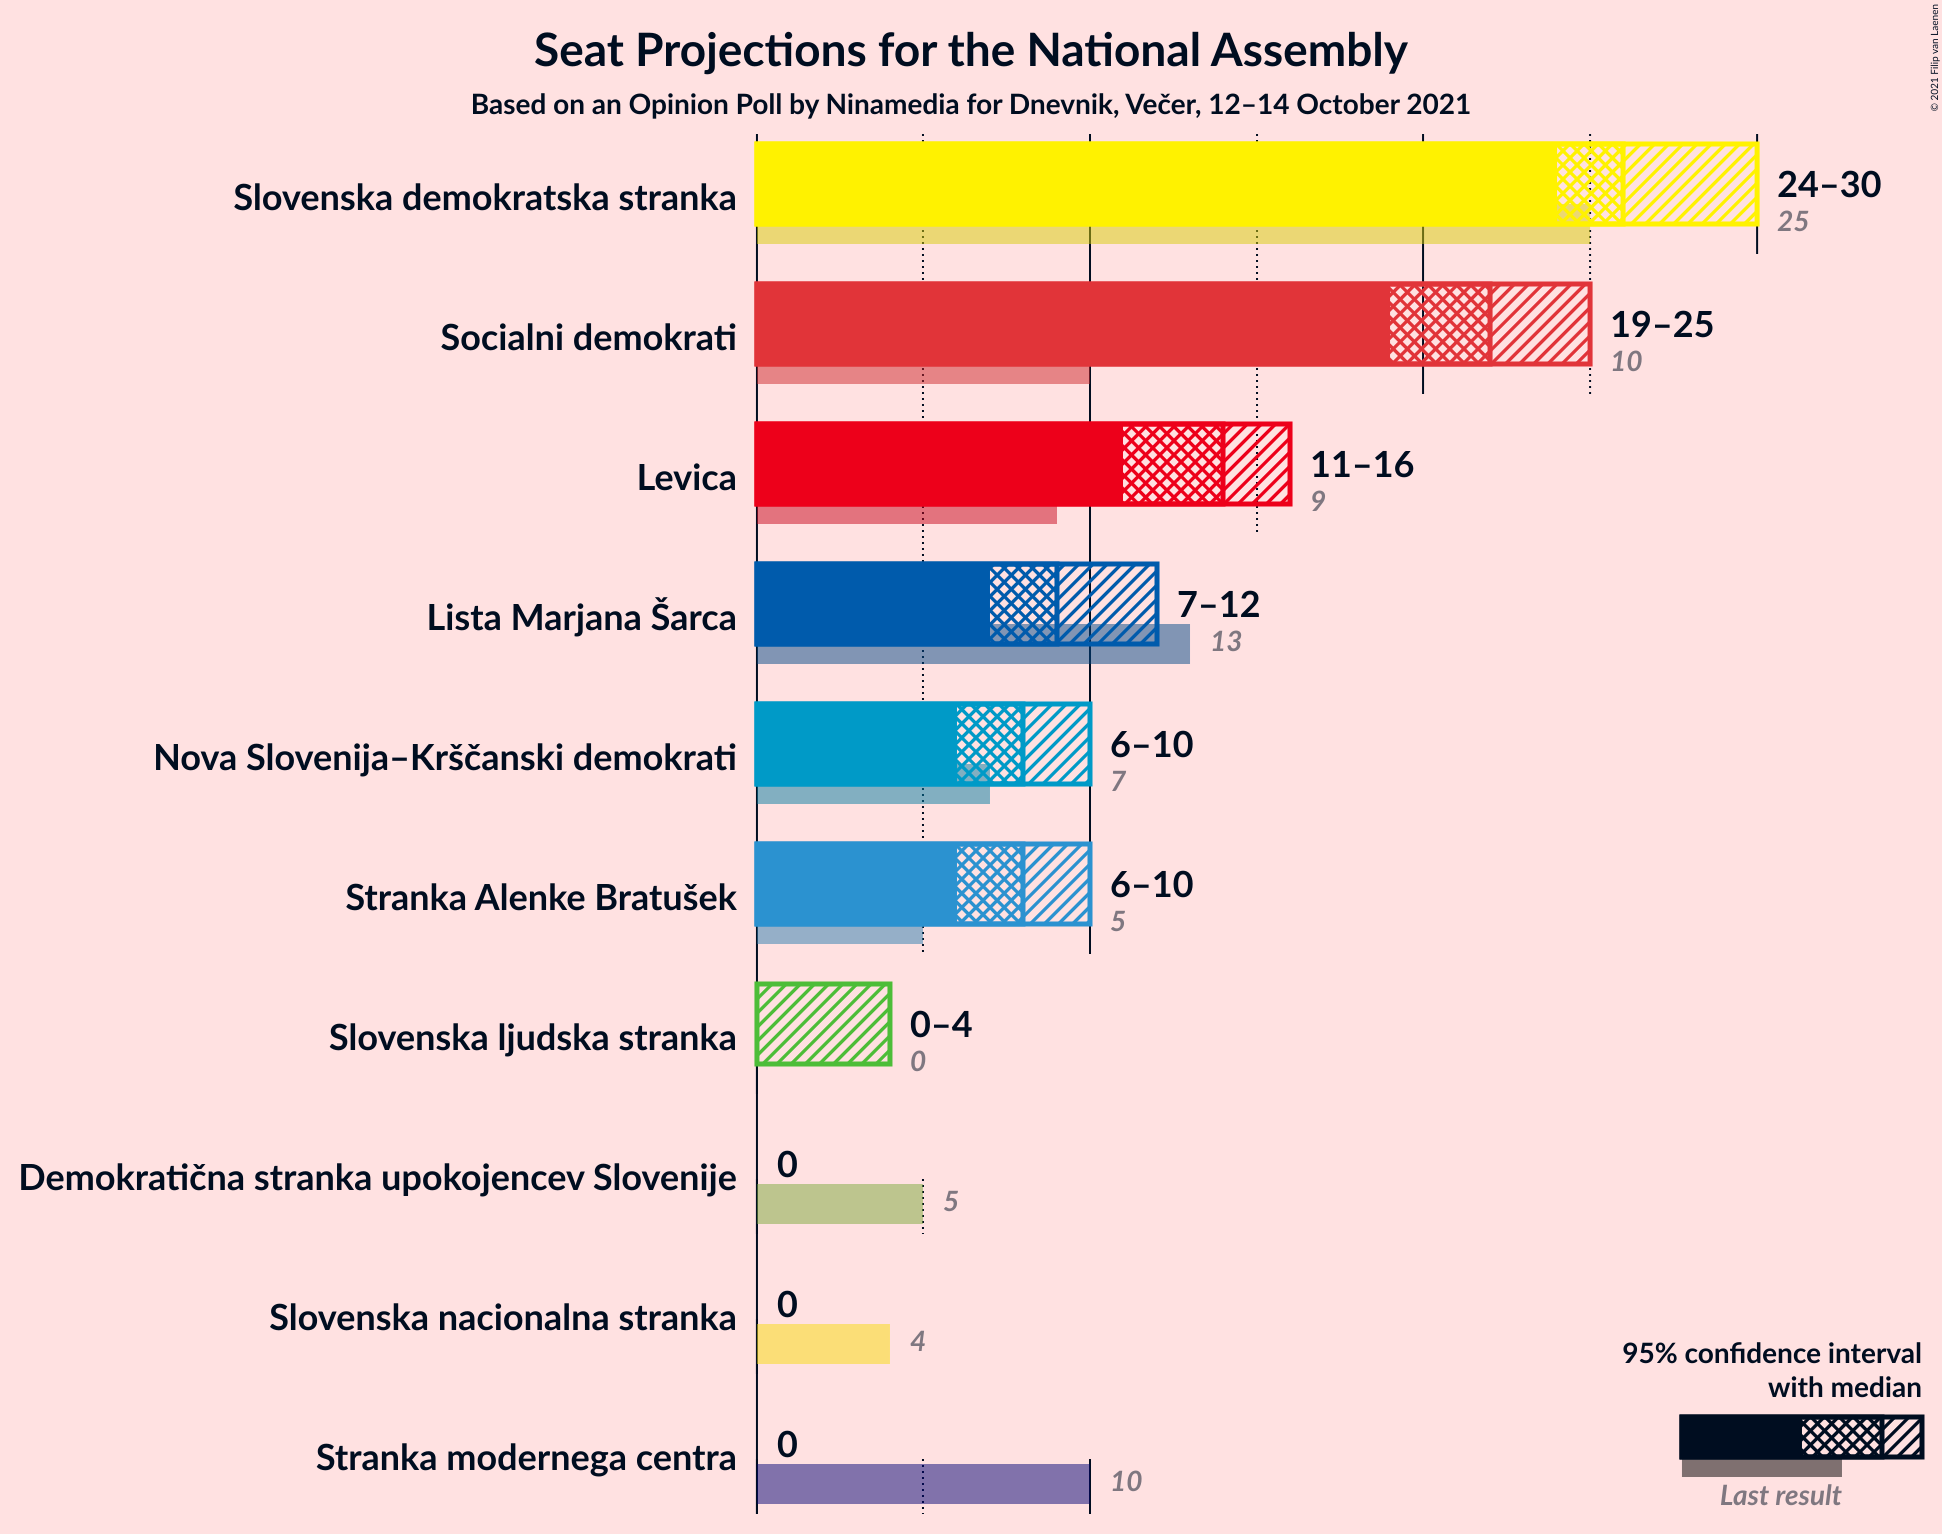 Seat Projections for the National Assembly
Based on an Opinion Poll by Ninamedia for Dnevnik, Večer, 12–14 October 2021
© 2021 Filip van Laenen
Slovenska demokratska stranka
24–30
25
Socialni demokrati
19–25
10
Levica
11–16
9
Lista Marjana Šarca
7–12
13
Nova Slovenija–Krščanski demokrati
6–10
7
Stranka Alenke Bratušek
6–10
5
Slovenska ljudska stranka
0–4
0
Demokratična stranka upokojencev Slovenije
0
5
Slovenska nacionalna stranka
0
4
Stranka modernega centra
0
10
95% confidence interval
with median
Last result